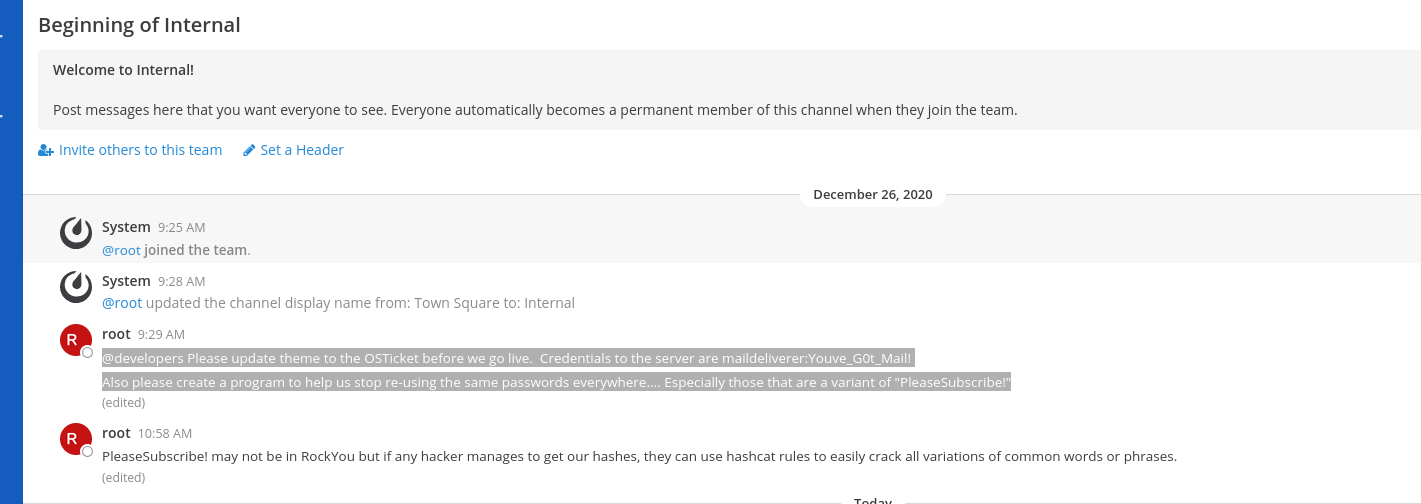 Beginning of Internal
Welcome to Internal!
Post messages here that you want everyone to see. Everyone automatically becomes a permanent member of this channel when they join the team.
Invite others to this team Set a Header
December 26, 2020
System 9:25 AM
@root joined the team.
System 9:28 AM
@root updated the channel display name from: Town Square to: Internal
R root 9:29 AM
@developers Please update theme to the OSTicket before we go live.  Credentials to the server are maildeliverer:Youve_G0t_Mail!
Also please create a program to help us stop re-using the same passwords everywhere.... Especially those that are a variant of "PleaseSubscribe!"
(edited)
R root 10:58 AM
PleaseSubscribe! may not be in RockYou but if any hacker manages to get our hashes, they can use hashcat rules to easily crack all variations of common words or phrases.
(edited)
Today